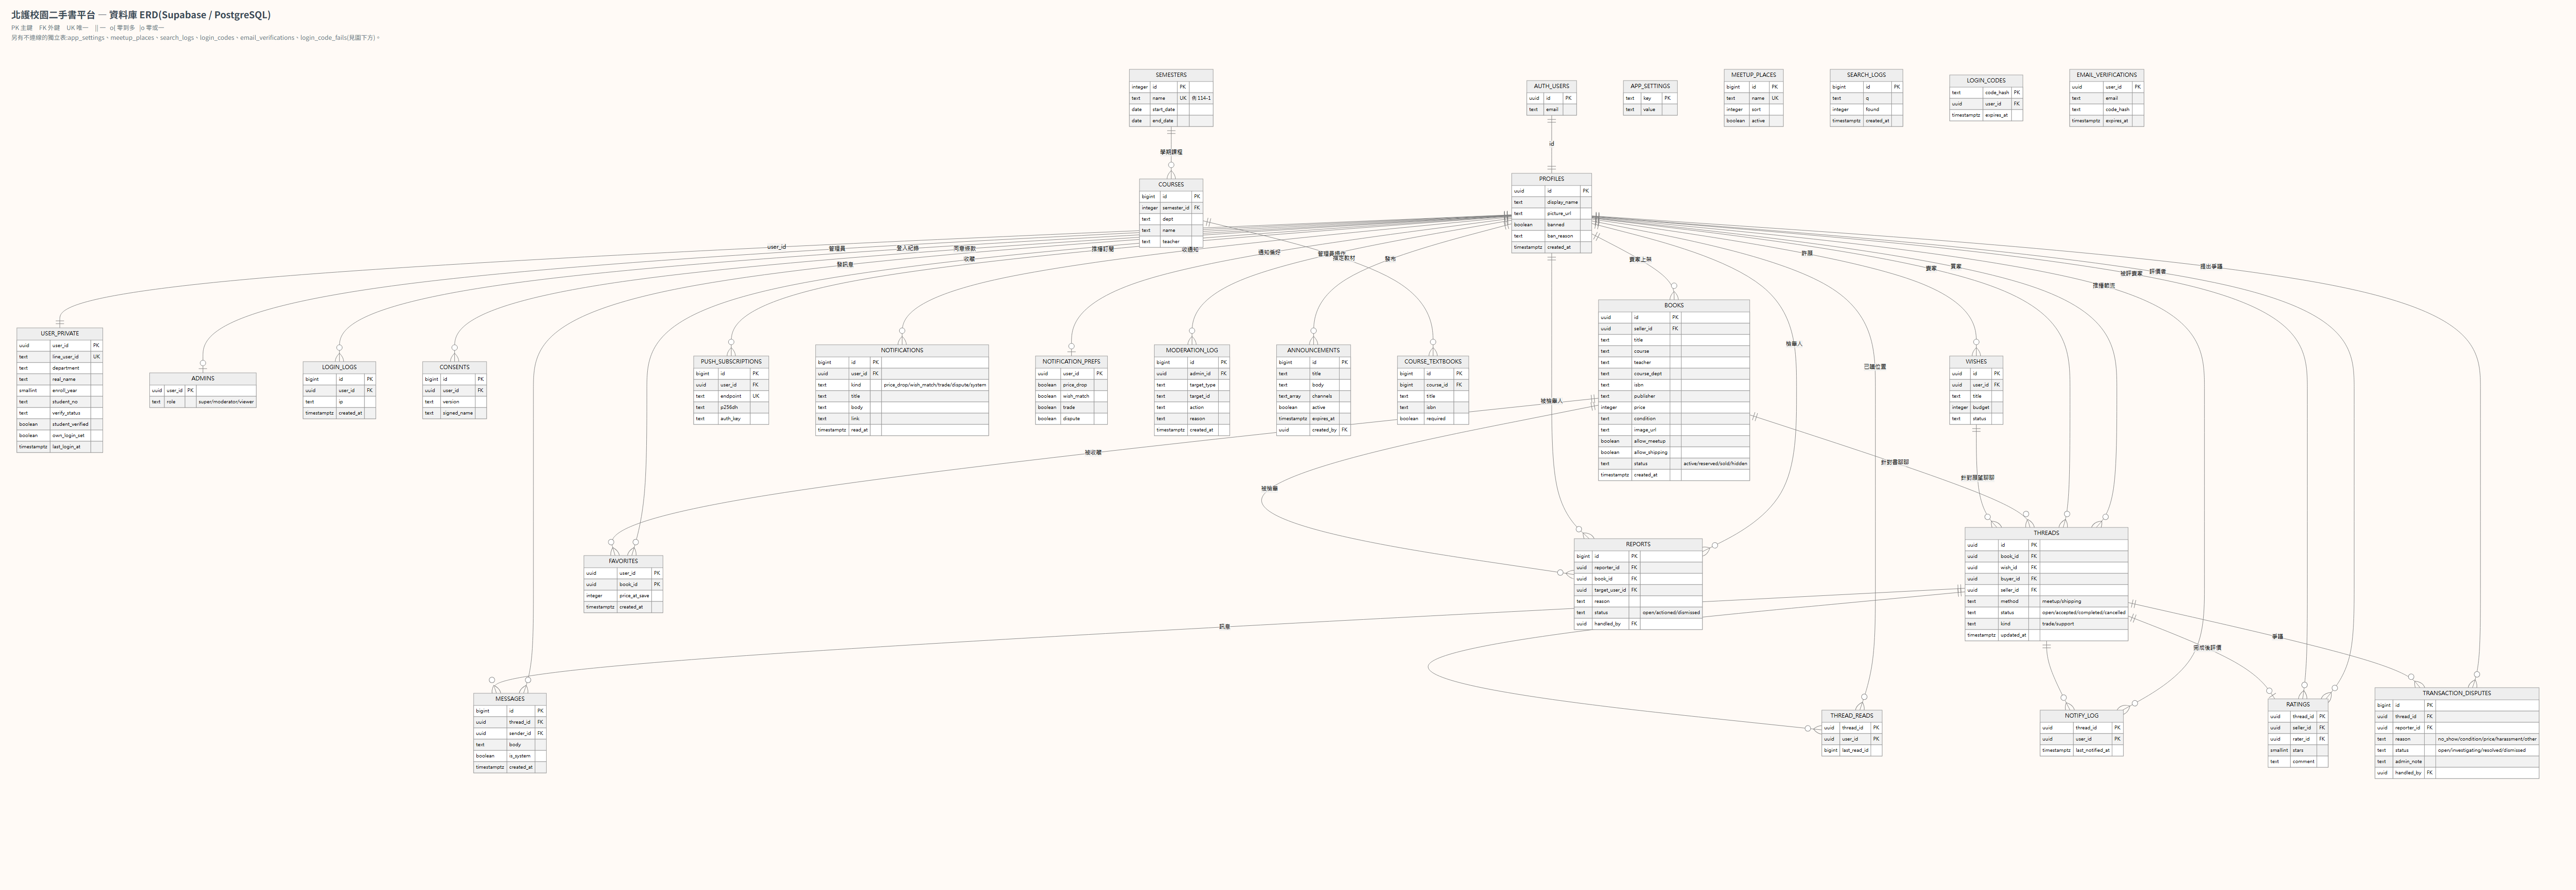 北護校園二手書平台 — 資料庫 ERD(Supabase / PostgreSQL)
PK 主鍵 FK 外鍵 UK 唯一 || 一 o{ 零到多 |o 零或一
另有不連線的獨立表:app_settings、meetup_places、search_logs、login_codes、email_verifications、login_code_fails(見圖下方)。
SEMESTERS
integer id PK
text name UK 例 114-1
date start_date
date end_date
AUTH_USERS
uuid id PK
text email
APP_SETTINGS
text key PK
text value
MEETUP_PLACES
bigint id PK
text name UK
integer sort
boolean active
SEARCH_LOGS
bigint id PK
text q
integer found
timestamptz created_at
LOGIN_CODES
text code_hash PK
uuid user_id FK
timestamptz expires_at
EMAIL_VERIFICATIONS
uuid user_id PK
text email
text code_hash
timestamptz expires_at
學期課程
id
COURSES
bigint id PK
integer semester_id FK
text dept
text name
text teacher
PROFILES
uuid id PK
text display_name
text picture_url
boolean banned
text ban_reason
timestamptz created_at
user_id
管理員
登入紀錄
同意條款
推播訂閱
收通知
發訊息
收藏
通知偏好
指定教材
發布
賣家上架
許願
賣家
買家
被評賣家
評價者
提出爭議
推播節流
檢舉人
已讀位置
被檢舉人
USER_PRIVATE
uuid user_id PK
text line_user_id UK
text department
text real_name
smallint enroll_year
text student_no
text verify_status
boolean student_verified
boolean own_login_set
timestamptz last_login_at
ADMINS
uuid user_id PK
text role super/moderator/viewer
LOGIN_LOGS
bigint id PK
uuid user_id FK
text ip
timestamptz created_at
CONSENTS
bigint id PK
uuid user_id FK
text version
text signed_name
PUSH_SUBSCRIPTIONS
bigint id PK
uuid user_id FK
text endpoint UK
text p256dh
text auth_key
NOTIFICATIONS
bigint id PK
uuid user_id FK
text kind price_drop/wish_match/trade/dispute/system
text title
text body
text link
timestamptz read_at
NOTIFICATION_PREFS
uuid user_id PK
boolean price_drop
boolean wish_match
boolean trade
boolean dispute
MODERATION_LOG
bigint id PK
uuid admin_id FK
text target_type
text target_id
text action
text reason
timestamptz created_at
ANNOUNCEMENTS
bigint id PK
text title
text body
text_array channels
boolean active
timestamptz expires_at
uuid created_by FK
COURSE_TEXTBOOKS
bigint id PK
bigint course_id FK
text title
text isbn
boolean required
BOOKS
uuid id PK
uuid seller_id FK
text title
text course
text teacher
text course_dept
text isbn
text publisher
integer price
text condition
text image_url
boolean allow_meetup
boolean allow_shipping
text status active/reserved/sold/hidden
timestamptz created_at
WISHES
uuid id PK
uuid user_id FK
text title
integer budget
text status
被收藏
被檢舉
針對書聊聊
針對願望聊聊
FAVORITES
uuid user_id PK
uuid book_id PK
integer price_at_save
timestamptz created_at
REPORTS
bigint id PK
uuid reporter_id FK
uuid book_id FK
uuid target_user_id FK
text reason
text status open/actioned/dismissed
uuid handled_by FK
THREADS
uuid id PK
uuid book_id FK
uuid wish_id FK
uuid buyer_id FK
uuid seller_id FK
text method meetup/shipping
text status open/accepted/completed/cancelled
text kind trade/support
timestamptz updated_at
訊息
爭議
完成後評價
MESSAGES
bigint id PK
uuid thread_id FK
uuid sender_id FK
text body
boolean is_system
timestamptz created_at
THREAD_READS
uuid thread_id PK
uuid user_id PK
bigint last_read_id
NOTIFY_LOG
uuid thread_id PK
uuid user_id PK
timestamptz last_notified_at
RATINGS
uuid thread_id PK
uuid seller_id FK
uuid rater_id FK
smallint stars
text comment
TRANSACTION_DISPUTES
bigint id PK
uuid thread_id FK
uuid reporter_id FK
text reason no_show/condition/price/harassment/other
text status open/investigating/resolved/dismissed
text admin_note
uuid handled_by FK